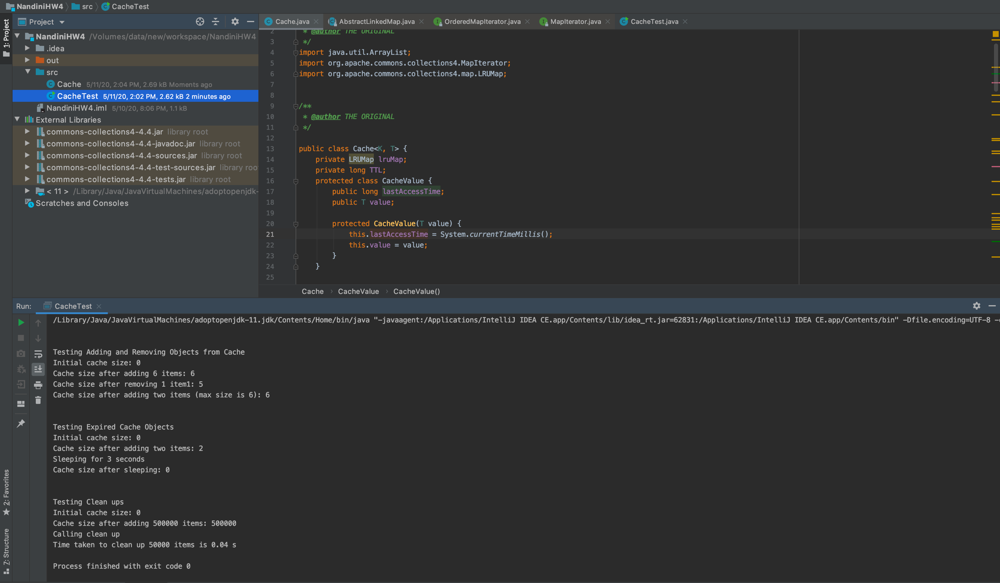 NandiniHW4 src CacheTest
1: Project
Project
NandiniHW4 /Volumes/data/new/workspace/NandiniHW4
.idea
out
src
Cache 5/11/20, 2:04 PM, 2.69 kB Moments ago
CacheTest 5/11/20, 2:02 PM, 2.62 kB 2 minutes ago
NandiniHW4.iml 5/10/20, 8:06 PM, 1.1 kB
External Libraries
commons-collections4-4.4.jar library root
commons-collections4-4.4-javadoc.jar library root
commons-collections4-4.4-sources.jar library root
commons-collections4-4.4-test-sources.jar library roo
commons-collections4-4.4-tests.jar library root
< 11 > /Library/Java/JavaVirtualMachines/adoptopenjdk-
Scratches and Consoles
Cache.java AbstractLinkedMap.java OrderedMapIterator.java MapIterator.java CacheTest.java
2 * @author THE ORIGINAL
3 */
4 import java.util.ArrayList;
5 import org.apache.commons.collections4.MapIterator;
6 import org.apache.commons.collections4.map.LRUMap;
7
8
9 /**
10 * @author THE ORIGINAL
11 */
12
13 public class Cache<K, T> {
14 private LRUMap lruMap;
15 private long TTL;
16 protected class CacheValue {
17 public long lastAccessTime;
18 public T value;
19
20 protected CacheValue(T value) {
21 this.lastAccessTime = System.currentTimeMillis();
22 this.value = value;
23 }
24 }
25
Cache › CacheValue › CacheValue()
Run: CacheTest
/Library/Java/JavaVirtualMachines/adoptopenjdk-11.jdk/Contents/Home/bin/java "-javaagent:/Applications/IntelliJ IDEA CE.app/Contents/lib/idea_rt.jar=62831:/Applications/IntelliJ IDEA CE.app/Contents/bin" -Dfile.encoding=UTF-8 -
Testing Adding and Removing Objects from Cache
Initial cache size: 0
Cache size after adding 6 items: 6
Cache size after removing 1 item1: 5
Cache size after adding two items (max size is 6): 6
Testing Expired Cache Objects
Initial cache size: 0
Cache size after adding two items: 2
Sleeping for 3 seconds
Cache size after sleeping: 0
Testing Clean ups
Initial cache size: 0
Cache size after adding 500000 items: 500000
Calling clean up
Time taken to clean up 50000 items is 0.04 s
Process finished with exit code 0
2: Favorites
7: Structure